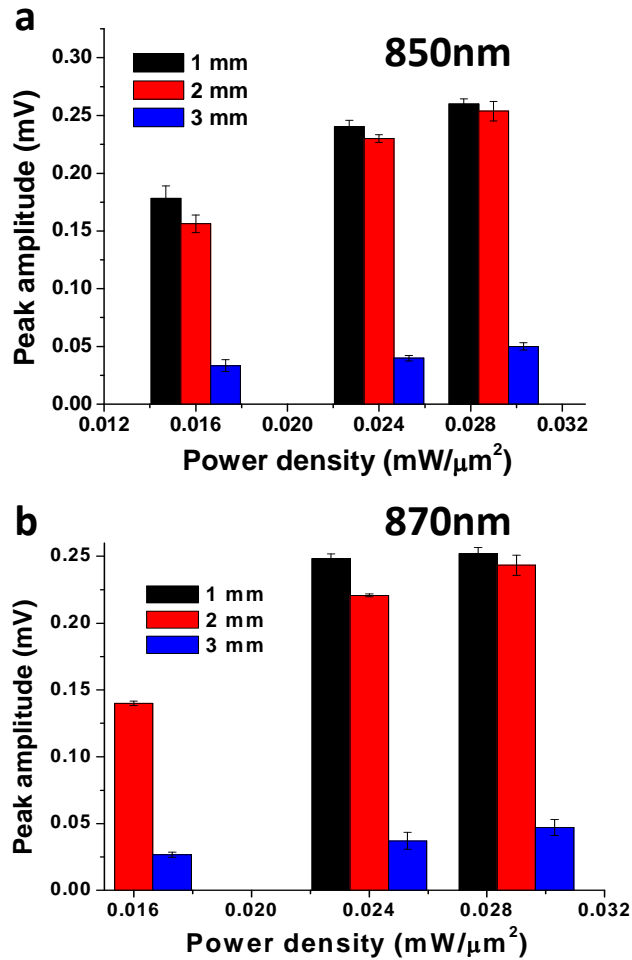 a
850nm
1 mm
2 mm
3 mm
Peak amplitude (mV)
0.30
0.25
0.20
0.15
0.10
0.05
0.00
0.012 0.016 0.020 0.024 0.028 0.032
Power density (mW/μm²)
b
870nm
1 mm
2 mm
3 mm
Peak amplitude (mV)
0.25
0.20
0.15
0.10
0.05
0.00
0.016 0.020 0.024 0.028 0.032
Power density (mW/μm²)